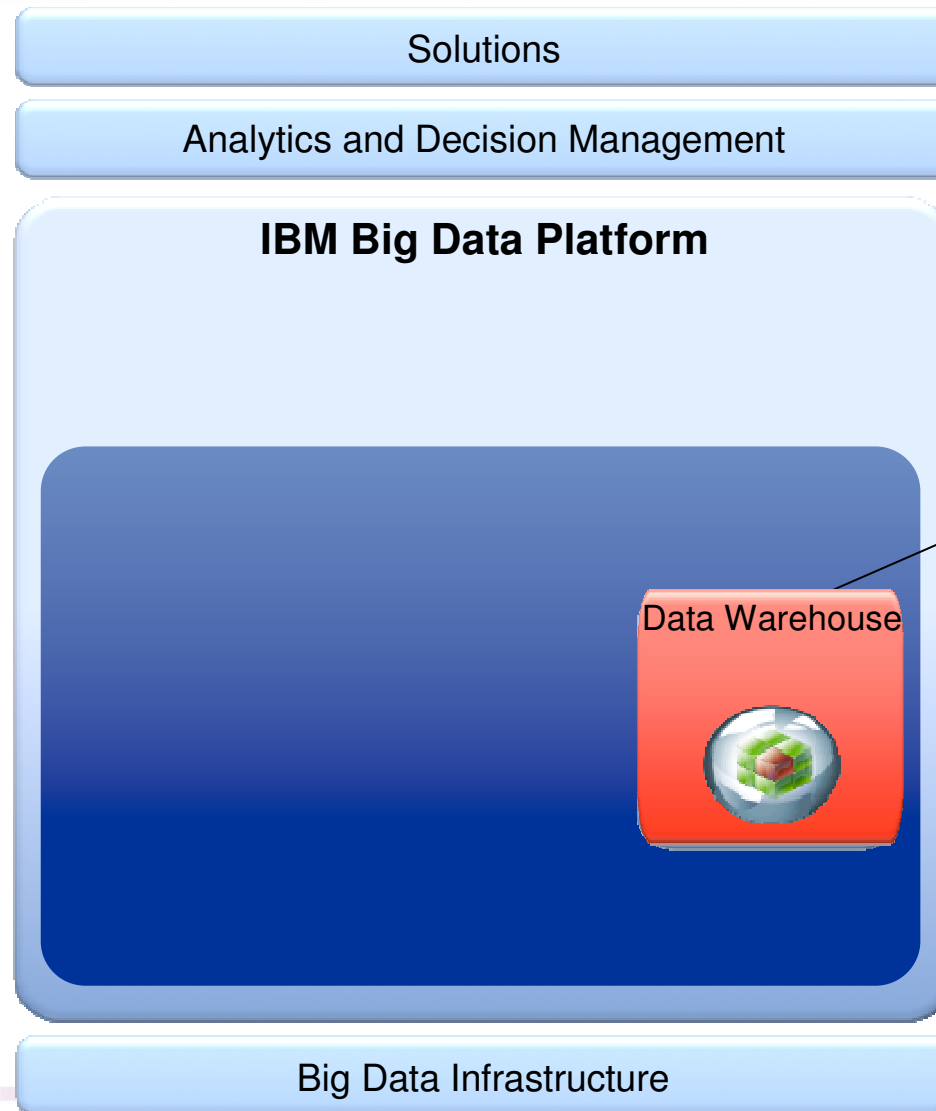 Solutions
Analytics and Decision Management
IBM Big Data Platform
Data Warehouse
Big Data Infrastructure